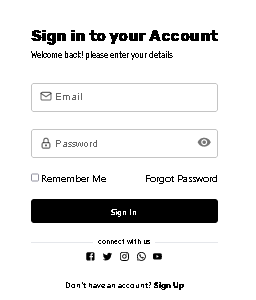 Sign in to your Account
Welcome back! please enter your details
Email
Password
Remember Me Forgot Password
Sign In
connect with us
Don't have an account? Sign Up